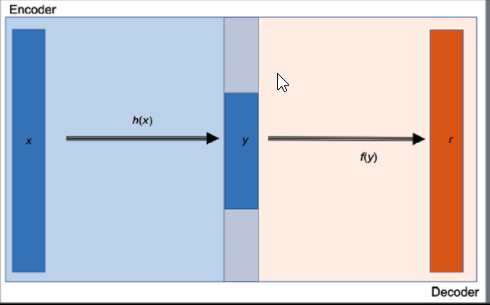 Encoder
h(x)
x
y
r
f(y)
Decoder